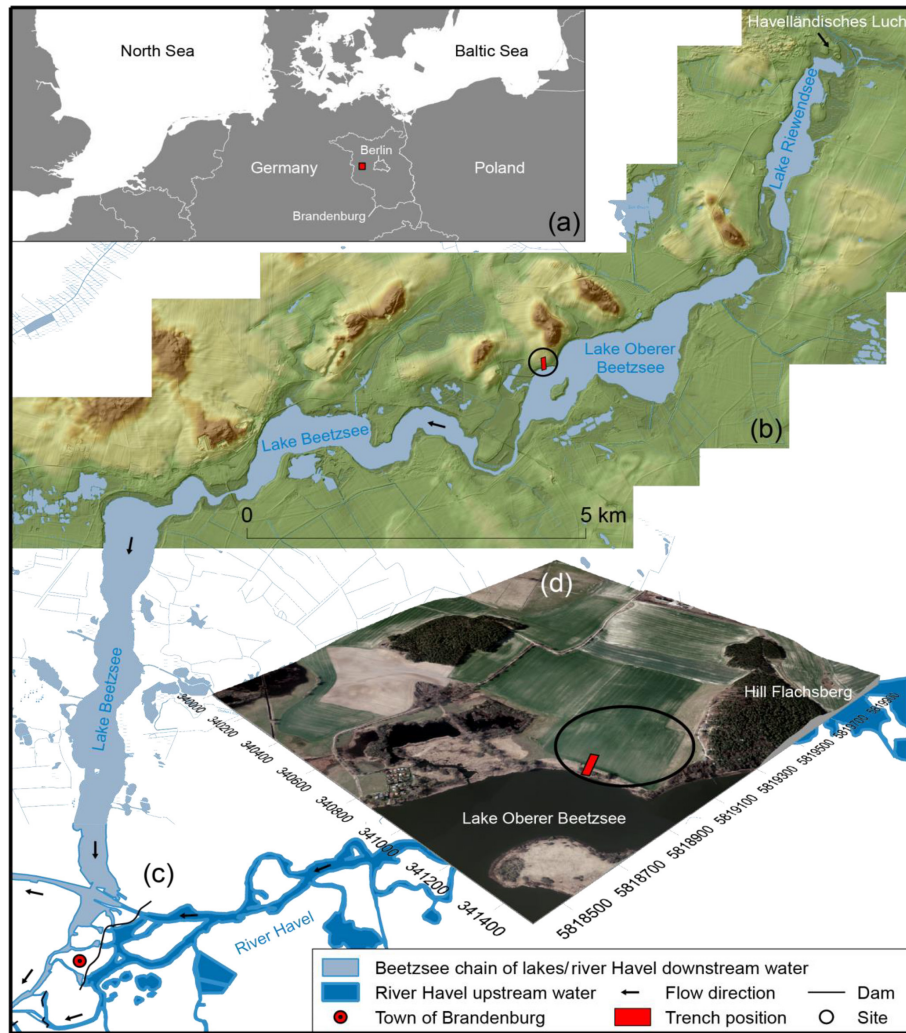 North Sea
Baltic Sea
Germany
Berlin
Poland
Brandenburg
(a)
Havelländisches Luch
Lake Riewendsee
Lake Oberer
Beetzsee
(b)
Lake Beetzsee
0 5 km
Lake Beetzsee
(d)
Hill Flachsberg
Lake Oberer Beetzsee
340000
340200
340400
340600
340800
341000
341200
341400
5818500
5818700
5818900
5819100
5819300
5819500
5819700
(c)
River Havel
Beetzsee chain of lakes/river Havel downstream water
River Havel upstream water
Flow direction
Dam
Town of Brandenburg
Trench position
Site